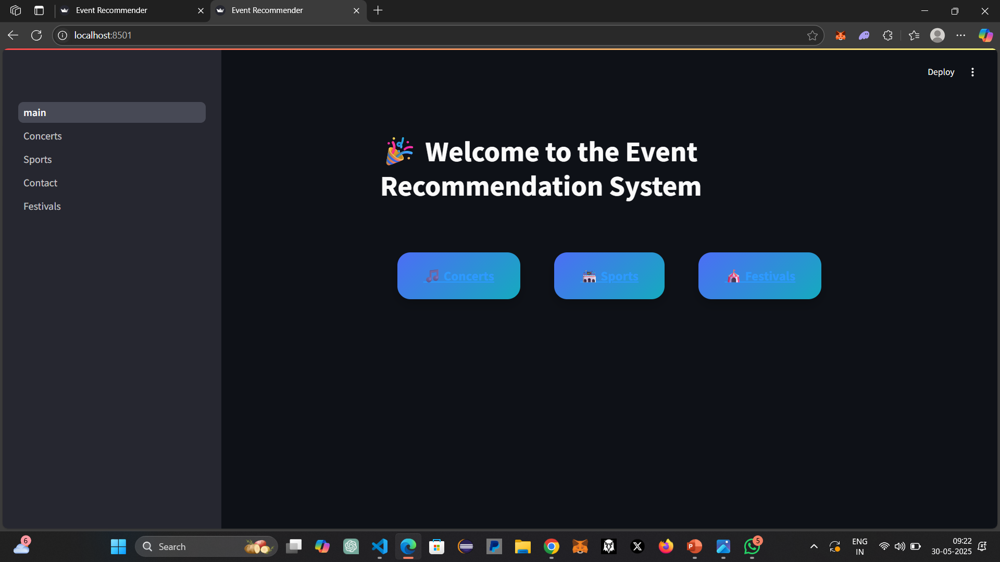 Event Recommender
Event Recommender
localhost:8501
Deploy
main
Concerts
Sports
Contact
Festivals
🎉 Welcome to the Event
Recommendation System
🎵 Concerts
🏟 Sports
🎪 Festivals
6
Search
5
ENG
IN
09:22
30-05-2025